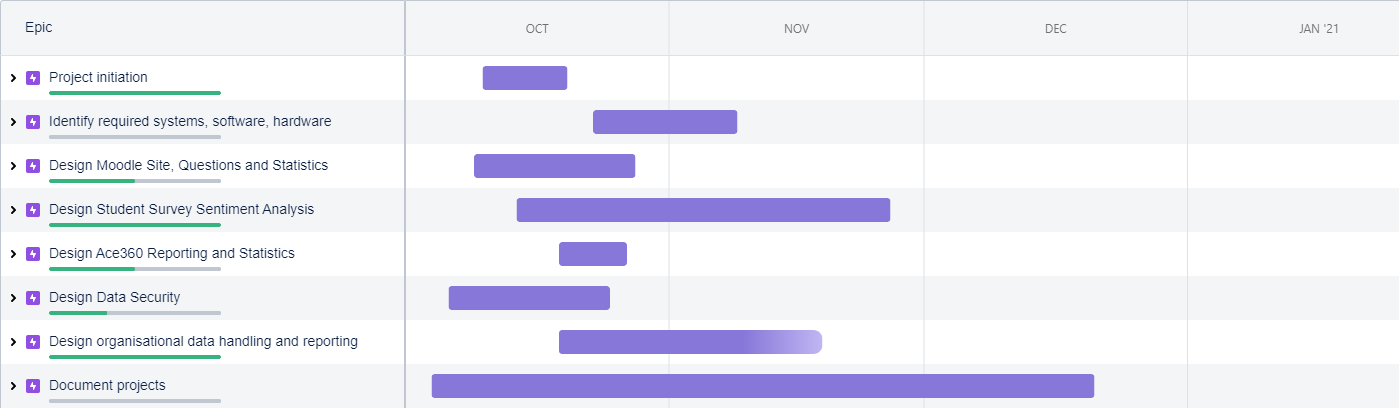 Epic OCT NOV DEC JAN '21
Project initiation
Identify required systems, software, hardware
Design Moodle Site, Questions and Statistics
Design Student Survey Sentiment Analysis
Design Ace360 Reporting and Statistics
Design Data Security
Design organisational data handling and reporting
Document projects